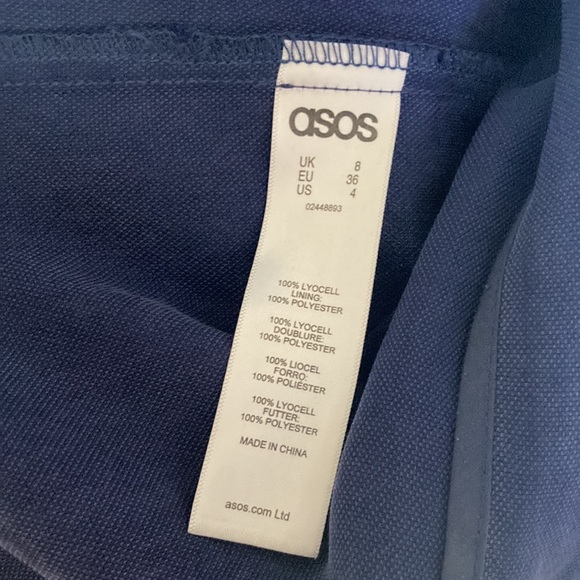 asos
UK 8
EU 36
US 4
02448893
100% LYOCELL
LINING:
100% POLYESTER
100% LYOCELL
DOUBLURE:
100% POLYESTER
100% LIOCEL
FORRO:
100% POLIÉSTER
100% LYOCELL
FUTTER:
100% POLYESTER
MADE IN CHINA
asos.com Ltd